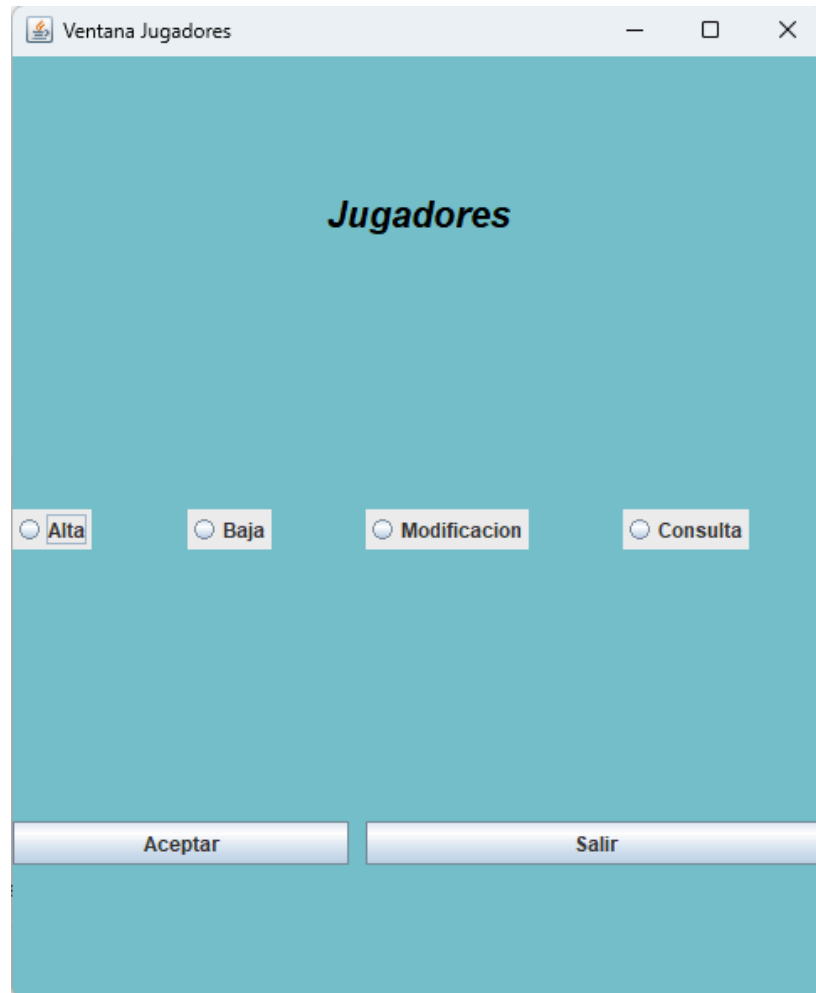 Ventana Jugadores
Jugadores
Alta Baja Modificacion Consulta
Aceptar Salir